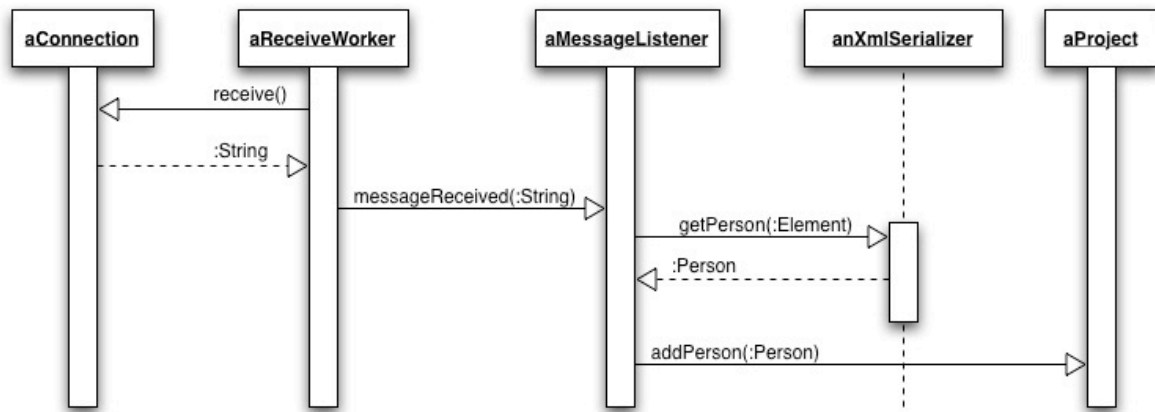 aConnection
aReceiveWorker
aMessageListener
anXmlSerializer
aProject
receive()
:String
messageReceived(:String)
getPerson(:Element)
:Person
addPerson(:Person)